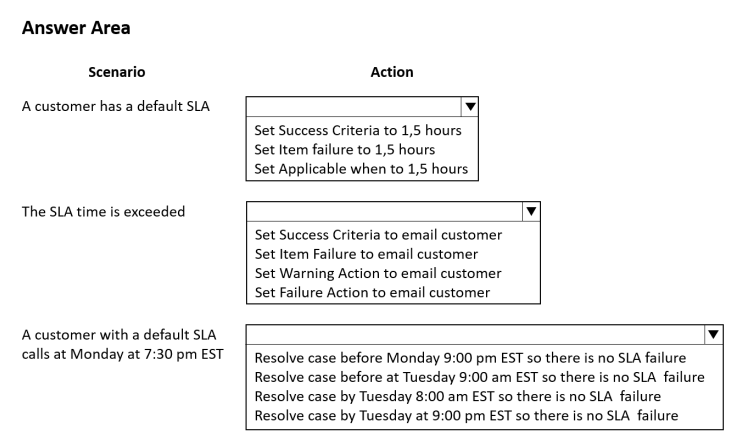 Answer Area
Scenario Action
A customer has a default SLA
Set Success Criteria to 1,5 hours
Set Item failure to 1,5 hours
Set Applicable when to 1,5 hours
The SLA time is exceeded
Set Success Criteria to email customer
Set Item Failure to email customer
Set Warning Action to email customer
Set Failure Action to email customer
A customer with a default SLA
calls at Monday at 7:30 pm EST
Resolve case before Monday 9:00 pm EST so there is no SLA failure
Resolve case before at Tuesday 9:00 am EST so there is no SLA failure
Resolve case by Tuesday 8:00 am EST so there is no SLA failure
Resolve case by Tuesday at 9:00 pm EST so there is no SLA failure